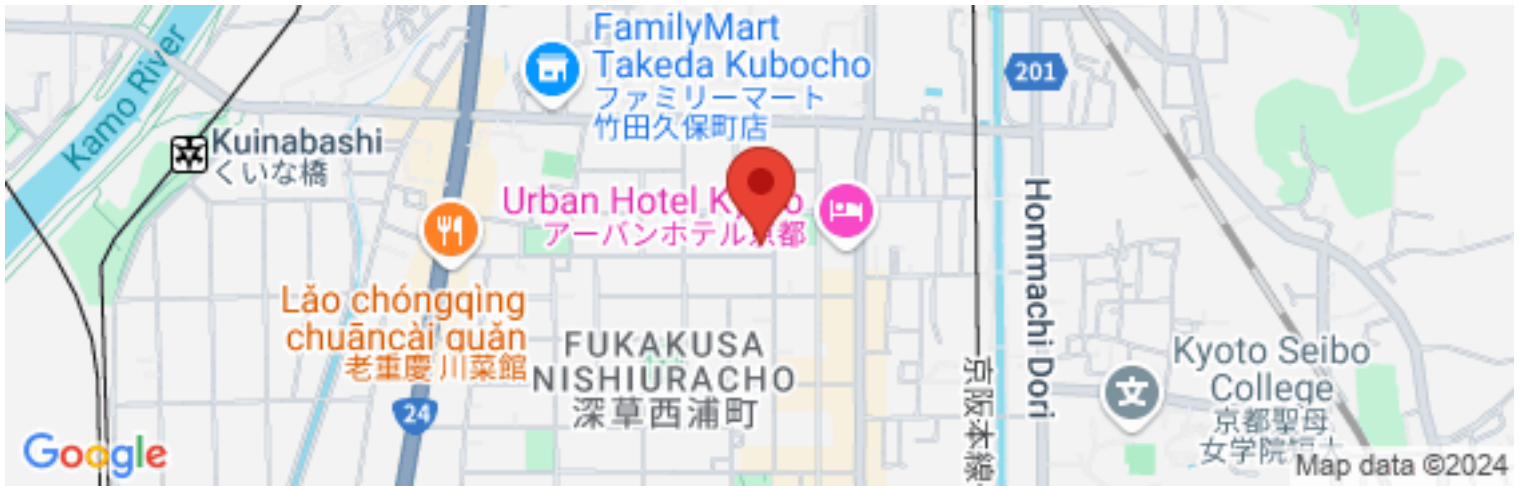 Kamo River
FamilyMart
Takeda Kubocho
ファミリーマート
竹田久保町店
201
Kuinabashi
くいな橋
Urban Hotel
アーバンホテル京都
Lǎo chóngqìng
chuāncài guǎn
老重慶 川菜館
FUKAKUSA
NISHIURACHO
深草西浦町
24
Hommachi Dori
京阪本線
Kyoto Seibo
College
京都聖母
女学院短大
文
Google
Map data ©2024